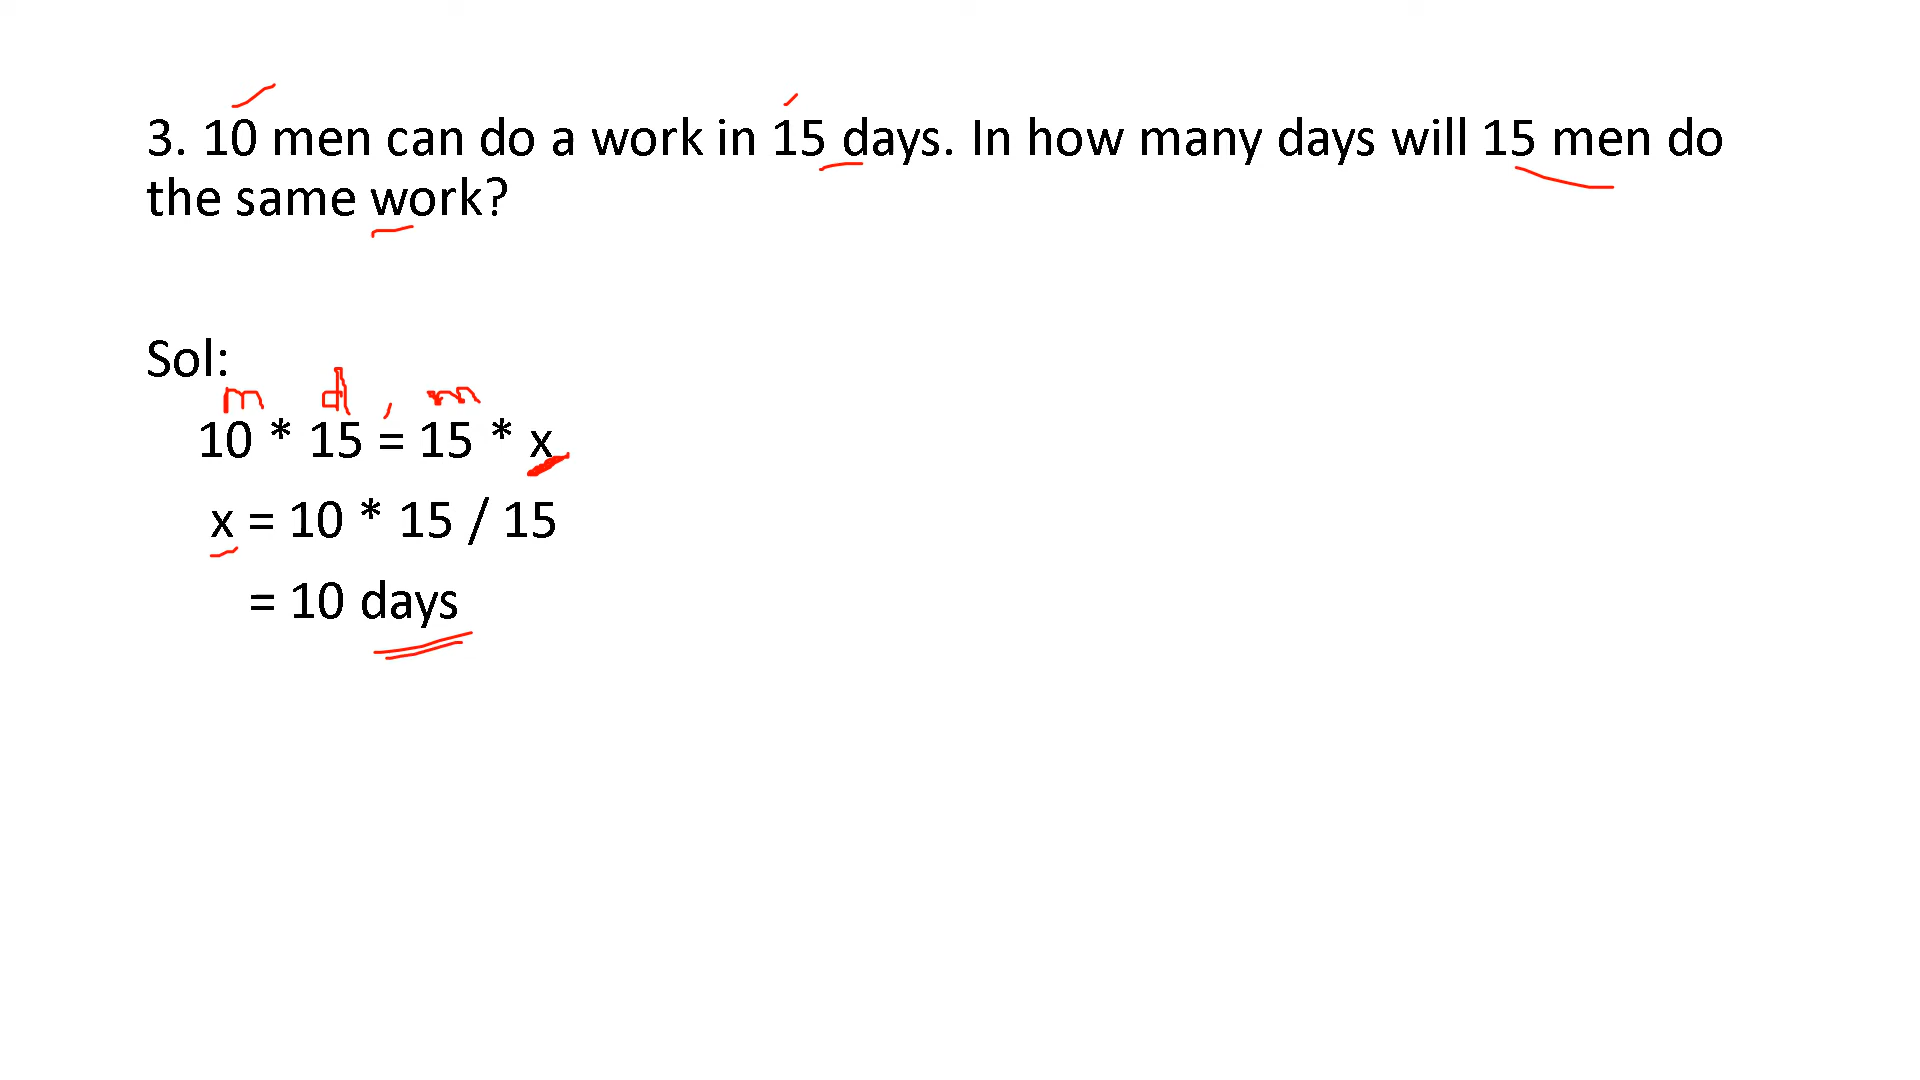 3. 10 men can do a work in 15 days. In how many days will 15 men do
the same work?
Sol:
m d m
10 * 15 = 15 * x
x = 10 * 15 / 15
= 10 days